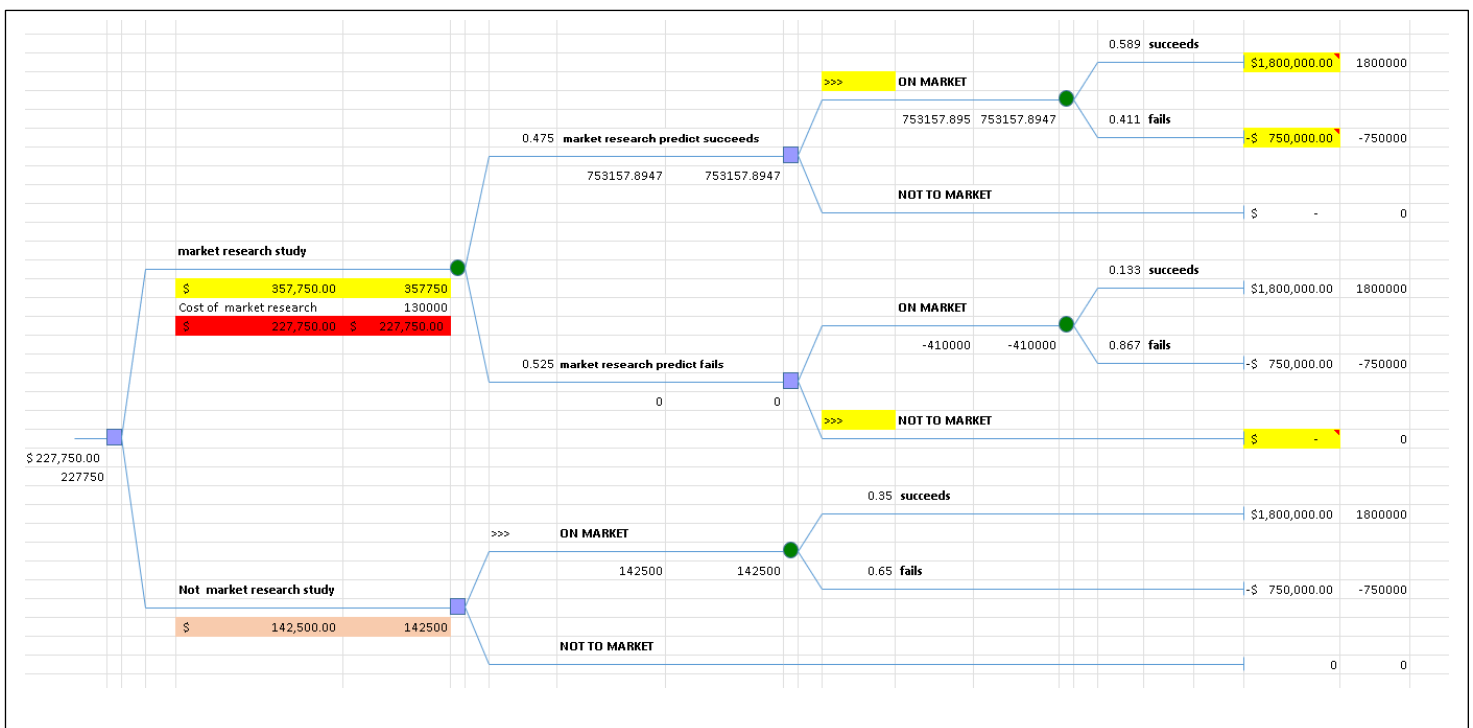 0.589 succeeds
$1,800,000.00 1800000
>>> ON MARKET
753157.895 753157.8947
0.411 fails
-$ 750,000.00 -750000
0.475 market research predict succeeds
753157.8947 753157.8947
NOT TO MARKET
$ - 0
market research study
$ 357,750.00 357750
Cost of market research 130000
$ 227,750.00 $ 227,750.00
0.133 succeeds
$1,800,000.00 1800000
ON MARKET
-410000 -410000
0.867 fails
-$ 750,000.00 -750000
0.525 market research predict fails
0 0
>>> NOT TO MARKET
$ - 0
$ 227,750.00
227750
0.35 succeeds
$1,800,000.00 1800000
>>> ON MARKET
142500 142500
0.65 fails
-$ 750,000.00 -750000
Not market research study
$ 142,500.00 142500
NOT TO MARKET
0 0